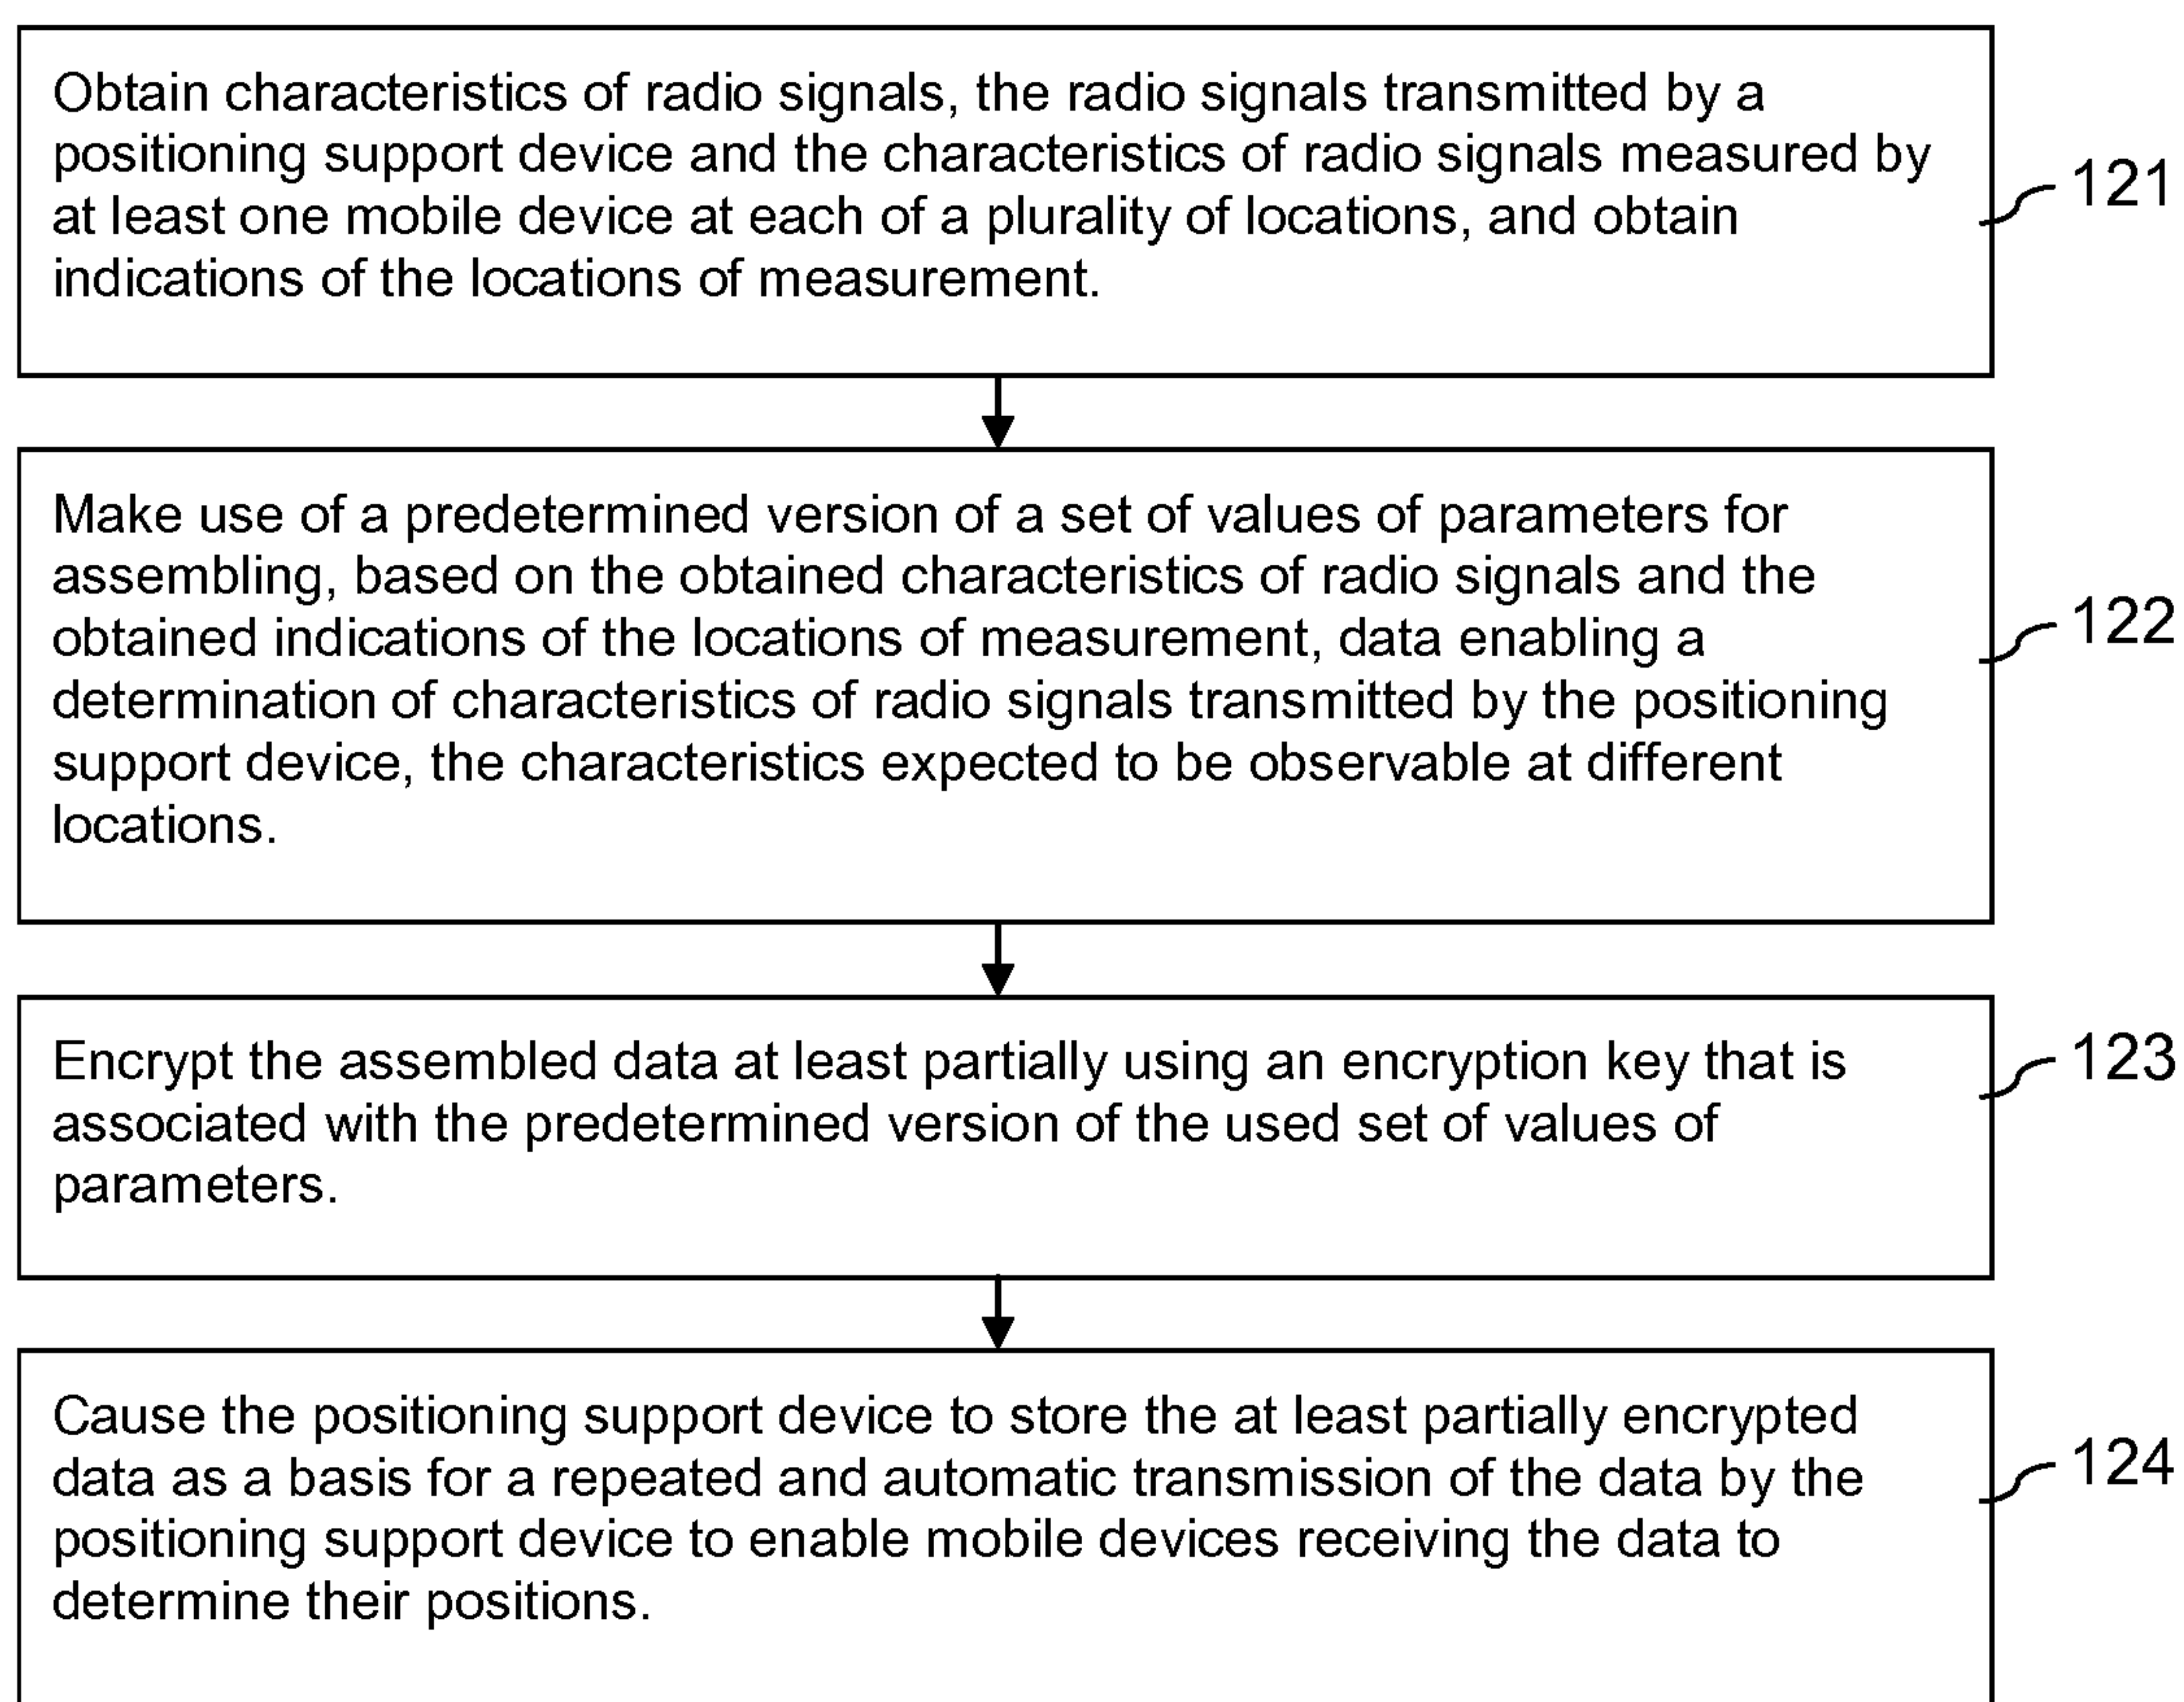 Obtain characteristics of radio signals, the radio signals transmitted by a
positioning support device and the characteristics of radio signals measured by
at least one mobile device at each of a plurality of locations, and obtain
indications of the locations of measurement.
121
Make use of a predetermined version of a set of values of parameters for
assembling, based on the obtained characteristics of radio signals and the
obtained indications of the locations of measurement, data enabling a
determination of characteristics of radio signals transmitted by the positioning
support device, the characteristics expected to be observable at different
locations.
122
Encrypt the assembled data at least partially using an encryption key that is
associated with the predetermined version of the used set of values of
parameters.
123
Cause the positioning support device to store the at least partially encrypted
data as a basis for a repeated and automatic transmission of the data by the
positioning support device to enable mobile devices receiving the data to
determine their positions.
124